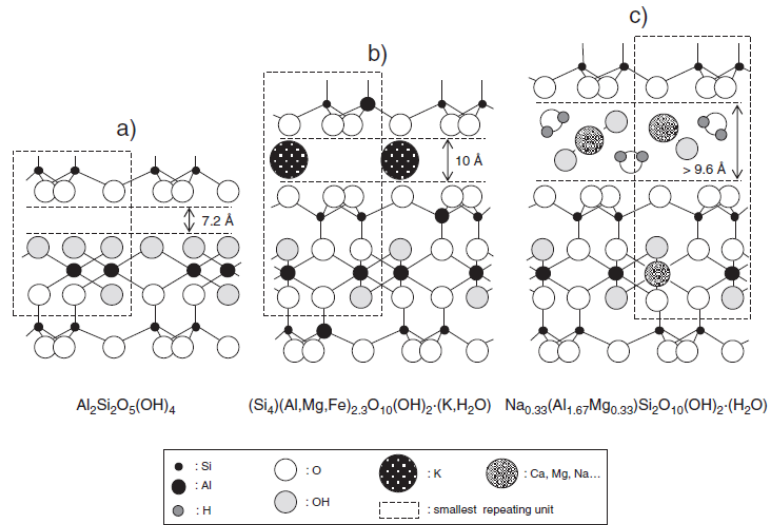 a)
b)
c)
7.2 Å
10 Å
> 9.6 Å
Al2Si2O5(OH)4
(Si4)(Al,Mg,Fe)2.3O10(OH)2·(K,H2O)
Na0.33(Al1.67Mg0.33)Si2O10(OH)2·(H2O)
: Si
: Al
: H
: O
: OH
: K
: Ca, Mg, Na...
: smallest repeating unit